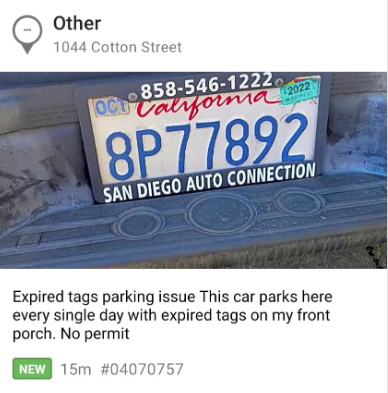 Other
1044 Cotton Street
858-546-1222
OCT California 2022
8P77892
SAN DIEGO AUTO CONNECTION
Expired tags parking issue This car parks here
every single day with expired tags on my front
porch. No permit
NEW 15m #04070757